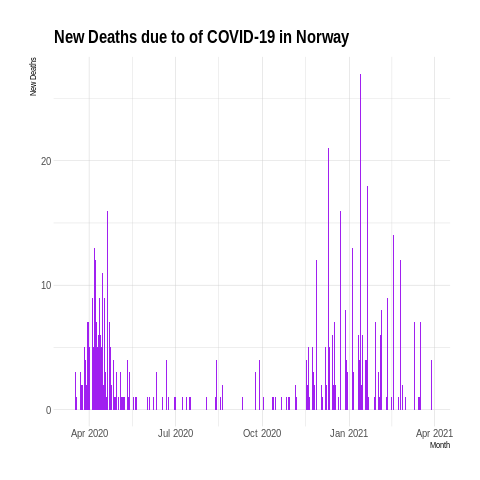 New Deaths due to of COVID-19 in Norway
New Deaths
20
10
0
Apr 2020 Jul 2020 Oct 2020 Jan 2021 Apr 2021
Month